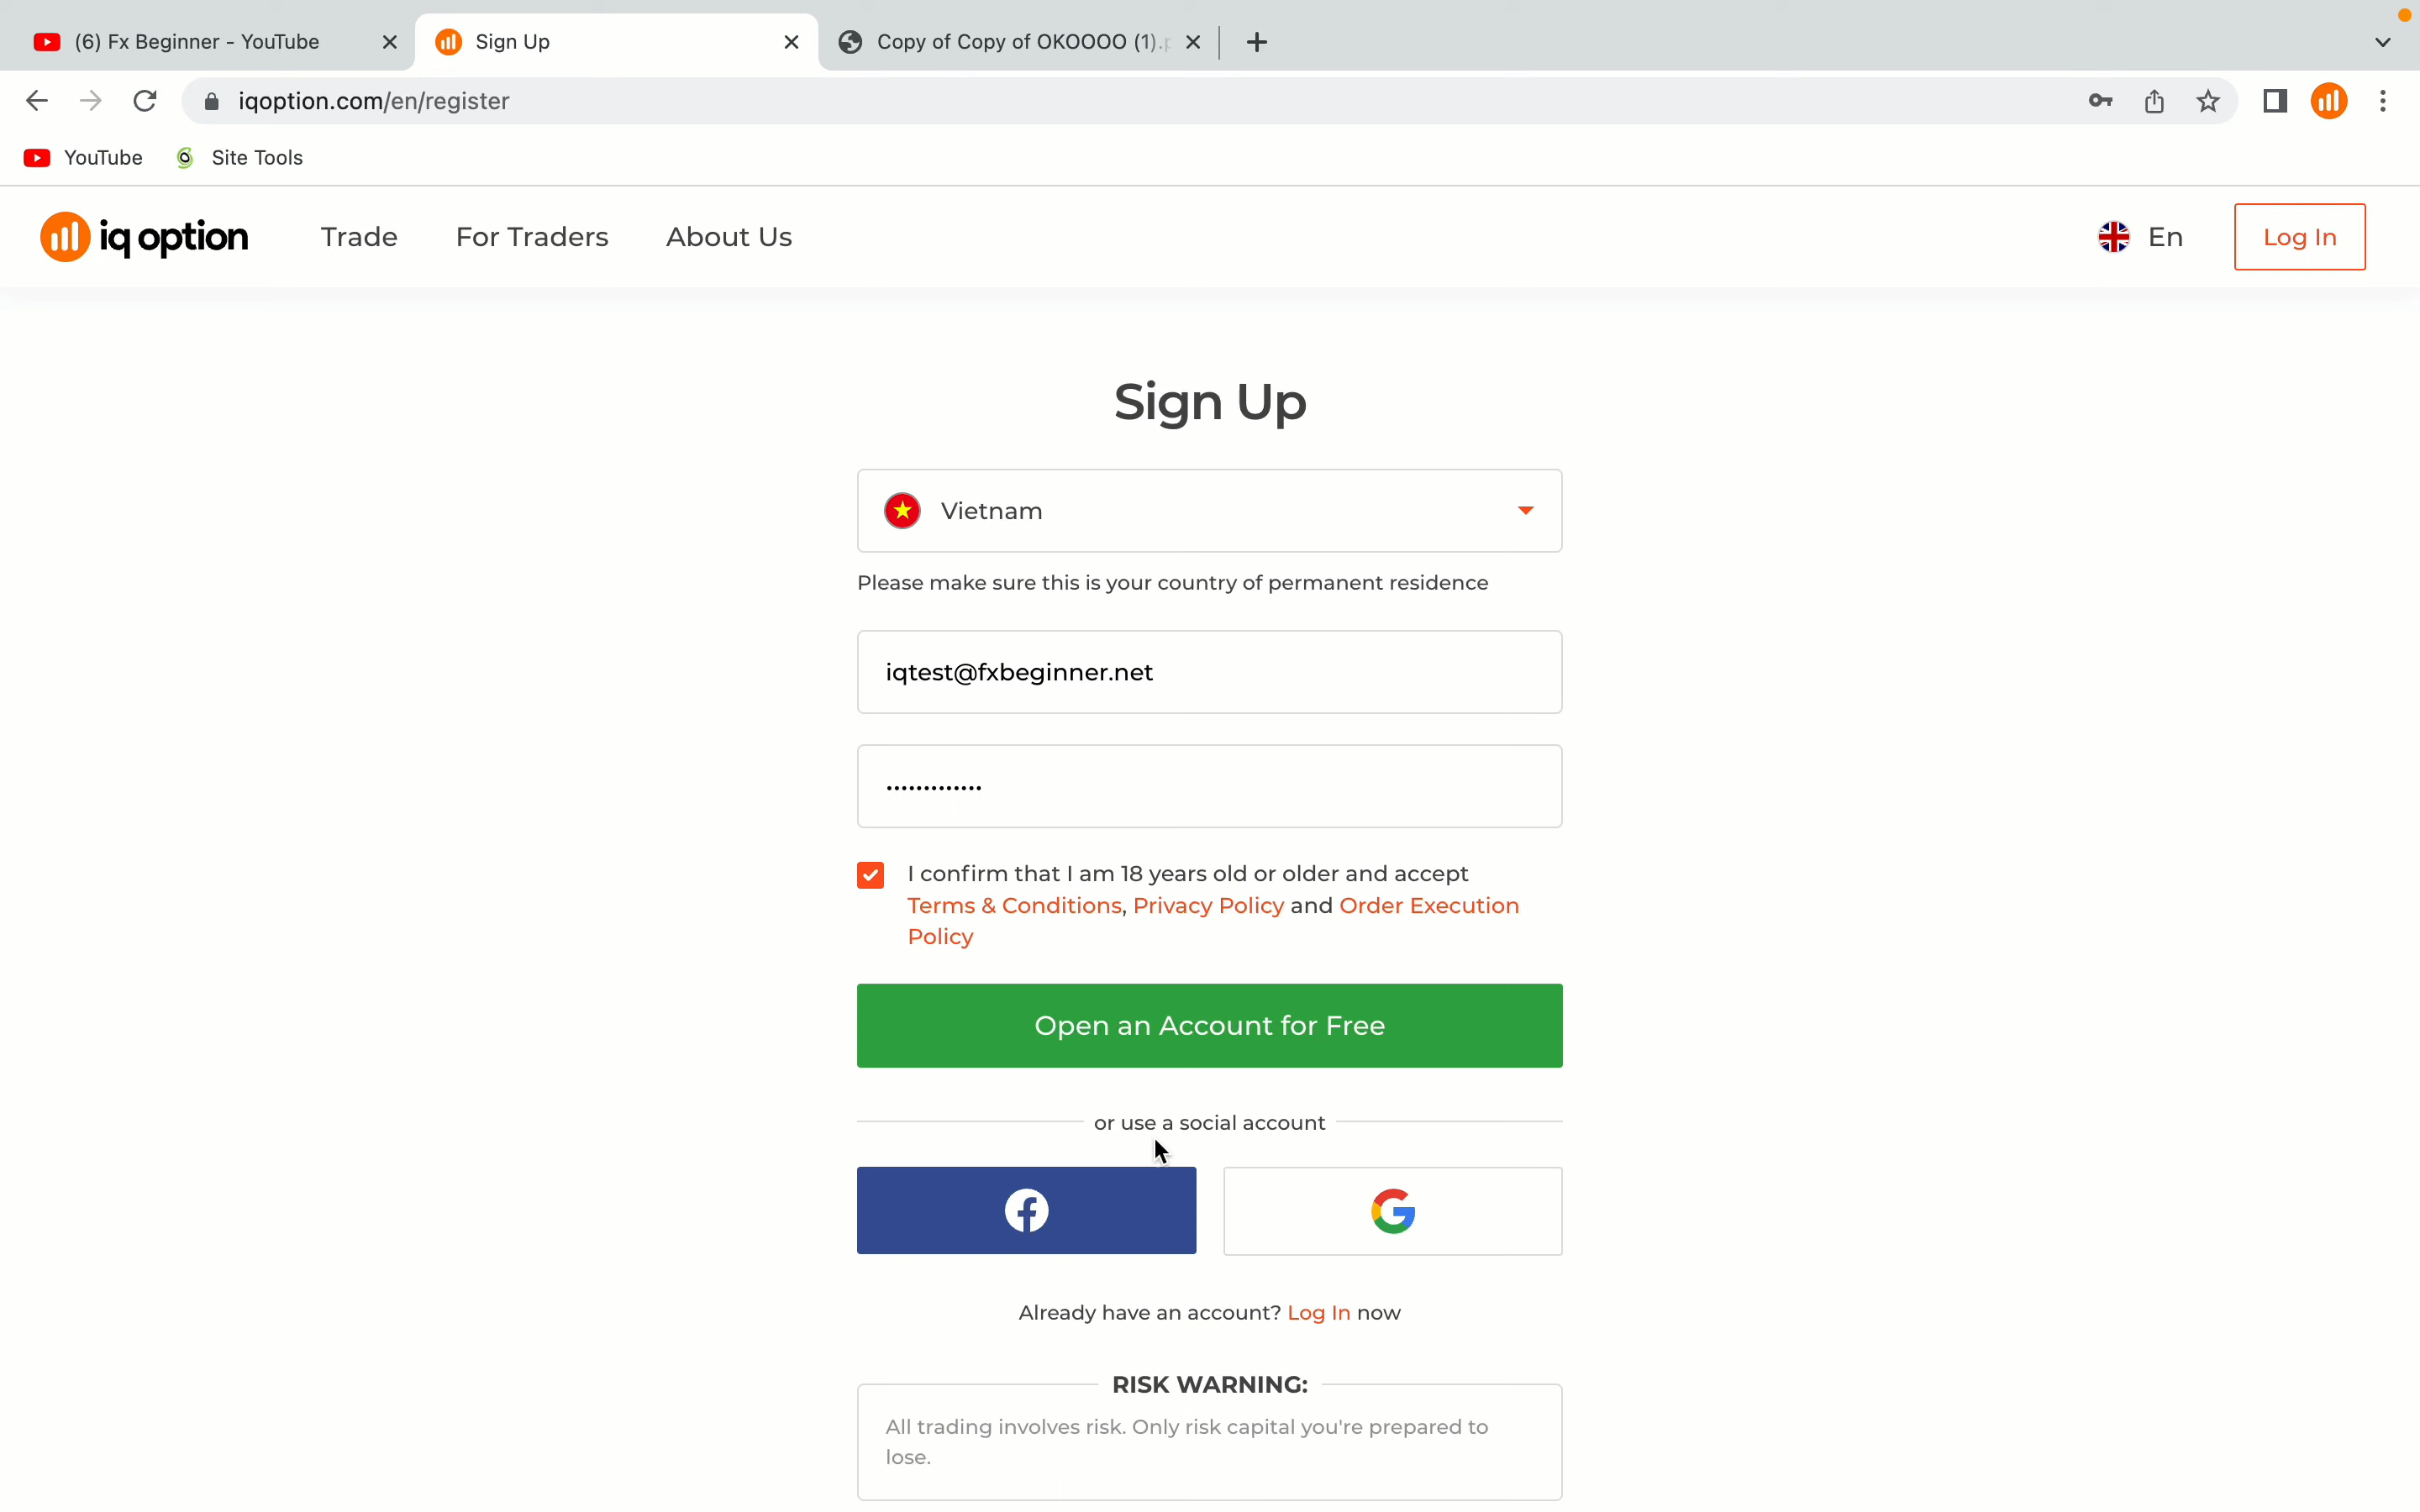 (6) Fx Beginner - YouTube
Sign Up
Copy of Copy of OKOOOO (1).
iqoption.com/en/register
YouTube
Site Tools
iq option
Trade
For Traders
About Us
En
Log In
Sign Up
Vietnam
Please make sure this is your country of permanent residence
iqtest@fxbeginner.net
•••••••••••••
I confirm that I am 18 years old or older and accept
Terms & Conditions, Privacy Policy and Order Execution
Policy
Open an Account for Free
or use a social account
Already have an account? Log In now
RISK WARNING:
All trading involves risk. Only risk capital you're prepared to
lose.